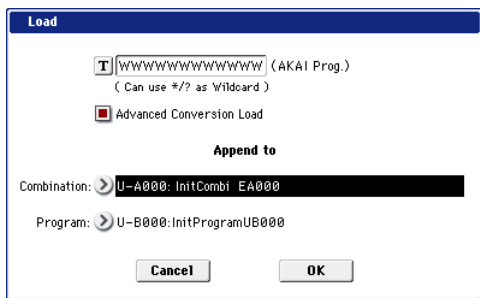 Load
T WWWWWWWWWWWW (AKAI Prog.)
( Can use */? as Wildcard )
Advanced Conversion Load
Append to
Combination: U-A000: InitCombi EA000
Program: U-B000:InitProgramUB000
Cancel OK